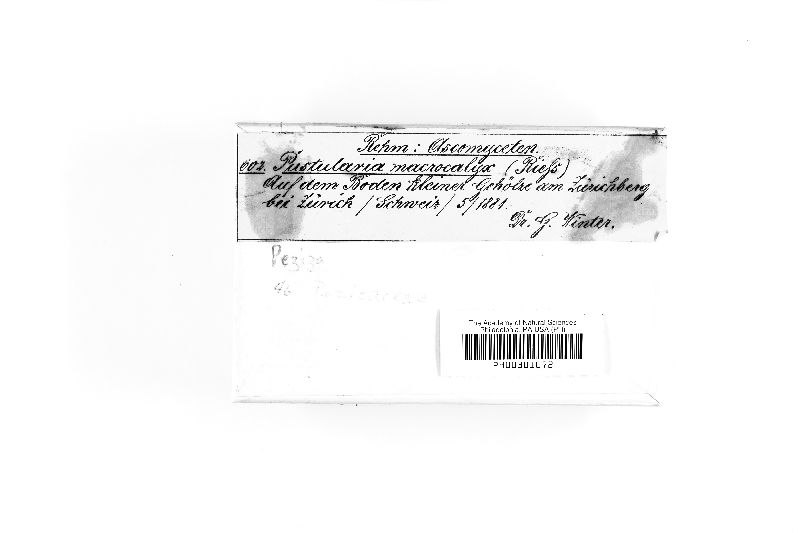 Rehm: Ascomyceten.
602. Pustularia macrocalyx (Rieß)
Auf dem Boden kleiner Gehölze am Zürichberg
bei Zürich /Schweiz/ 5/1881.
Dr. G. Winter.
Peziza
The Academy of Natural Sciences
Philadelphia, PA USA (PH)
PH00301072